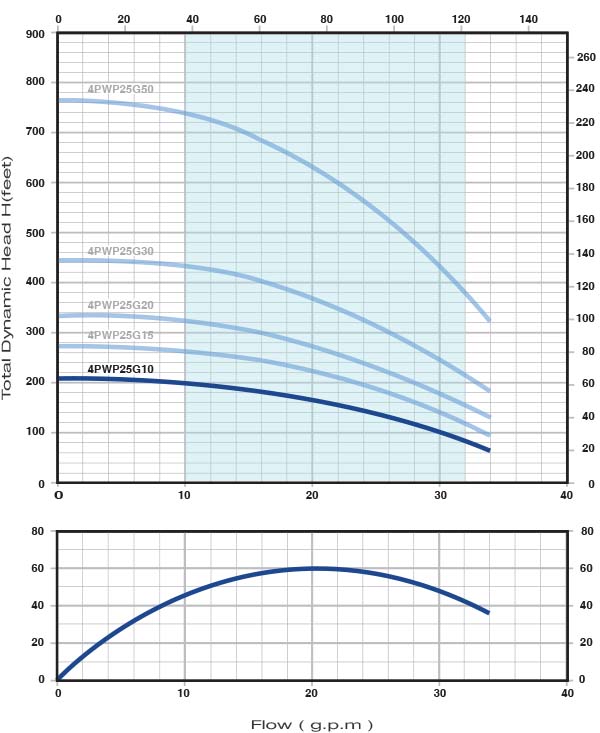 0 20 40 60 80 100 120 140
900
260
800
4PWP25G50
240
700
220
200
600
180
500
160
4PWP25G30
140
400
120
4PWP25G20
300
100
4PWP25G15
80
4PWP25G10
200
60
100
40
20
0
0
0 10 20 30 40
Total Dynamic Head H(feet)
80 80
60 60
40 40
20 20
0 0
0 10 20 30 40
Flow ( g.p.m )